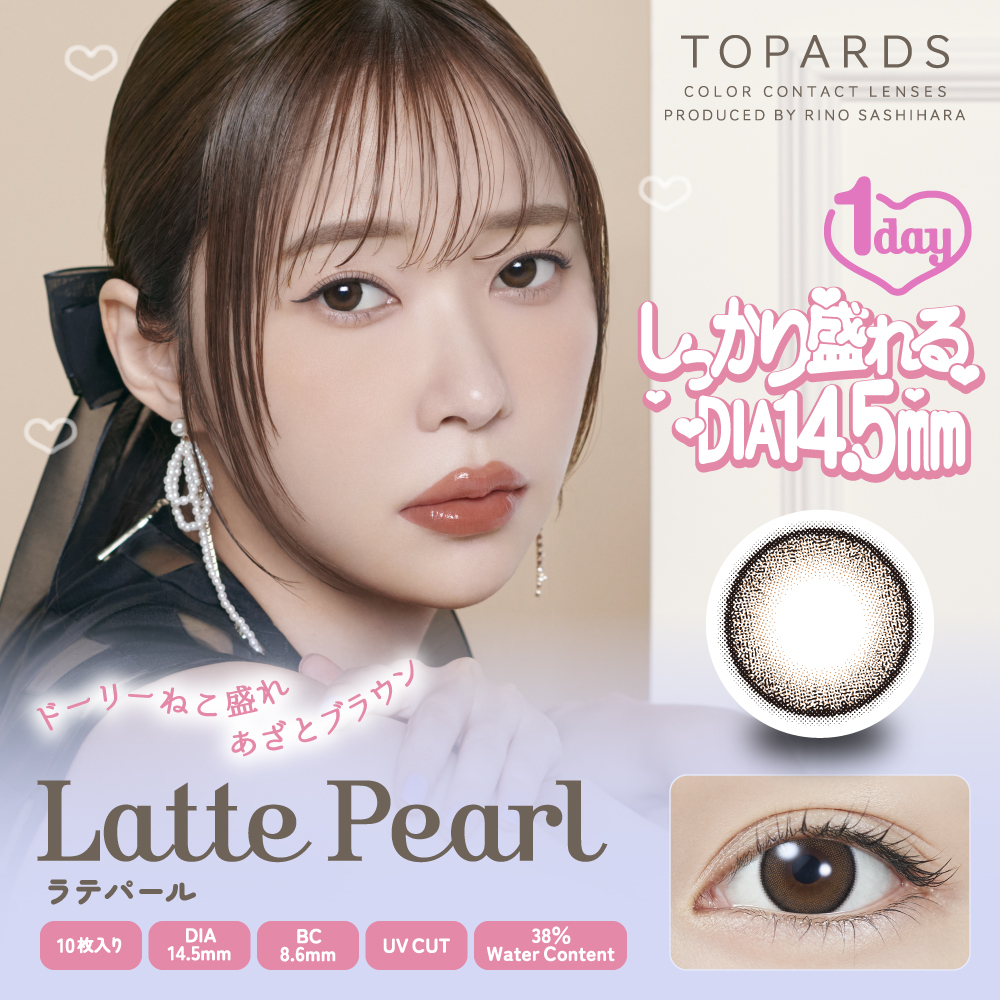 TOPARDS
COLOR CONTACT LENSES
PRODUCED BY RINO SASHIHARA
1day
しっかり盛れる
DIA14.5mm
ドーリーねこ盛れ
あざとブラウン
Latte Pearl
ラテパール
10枚入り
DIA
14.5mm
BC
8.6mm
UV CUT
38%
Water Content